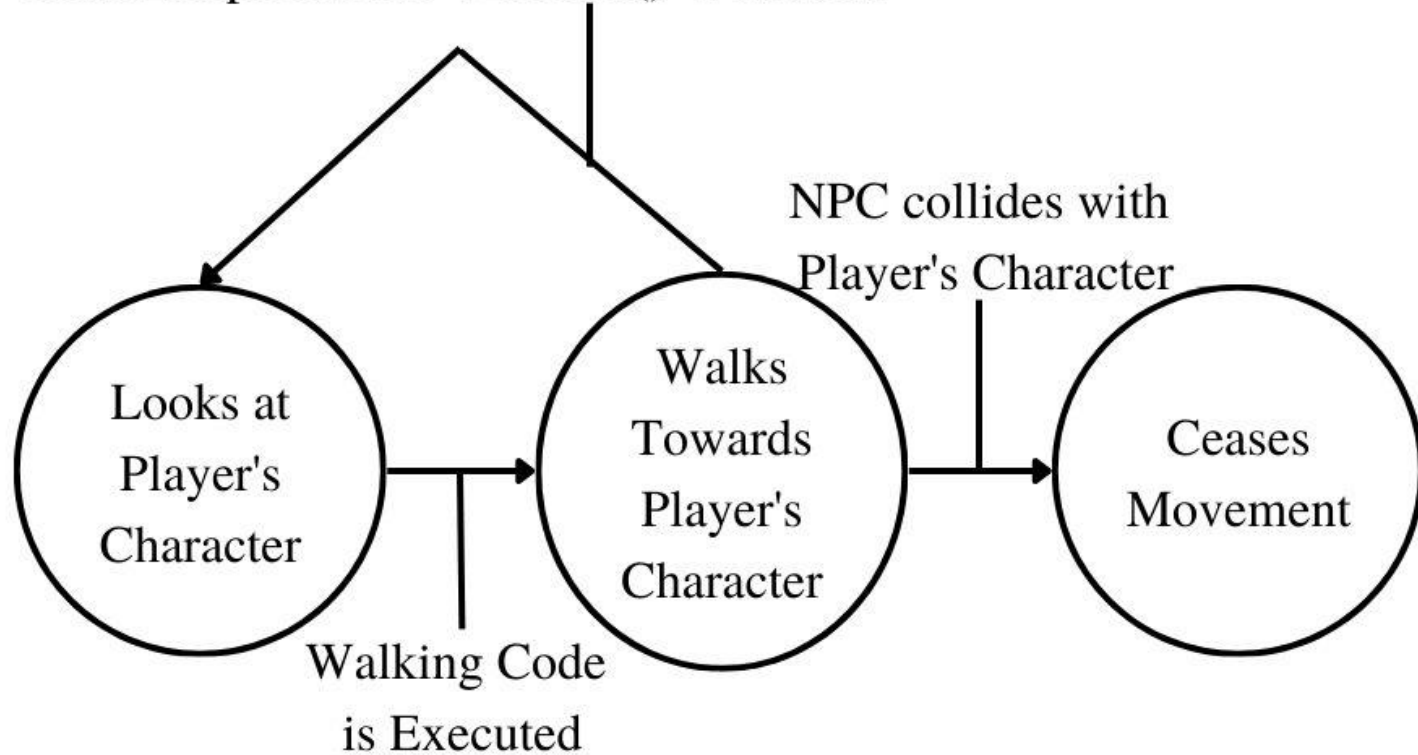 NPC collides with
Player's Character
Looks at
Player's
Character
Walks
Towards
Player's
Character
Ceases
Movement
Walking Code
is Executed